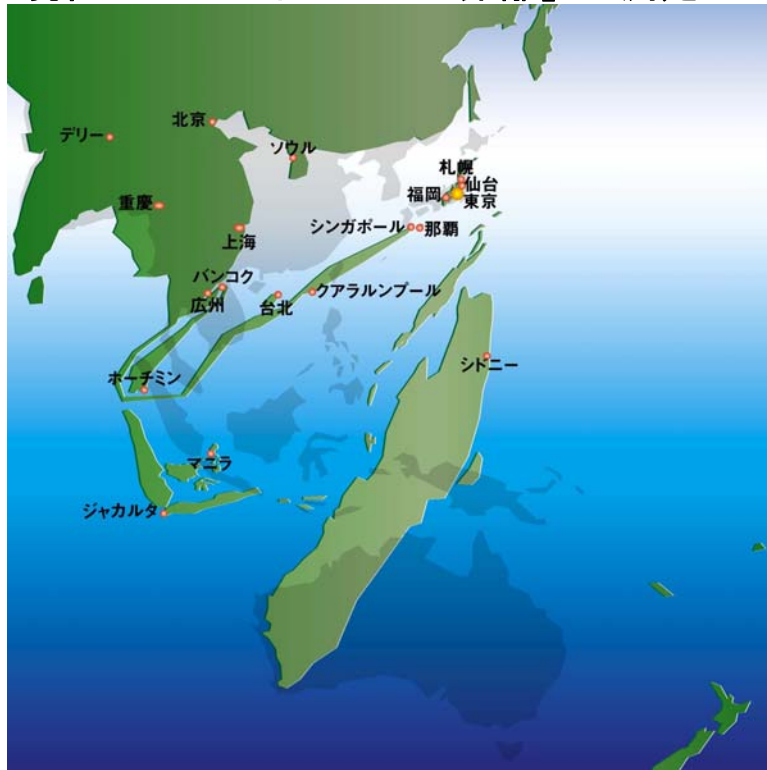 北京
デリー
ソウル
札幌
仙台
福岡
東京
重慶
シンガポール
那覇
上海
バンコク
広州
台北
クアラルンプール
シドニー
ホーチミン
マニラ
ジャカルタ